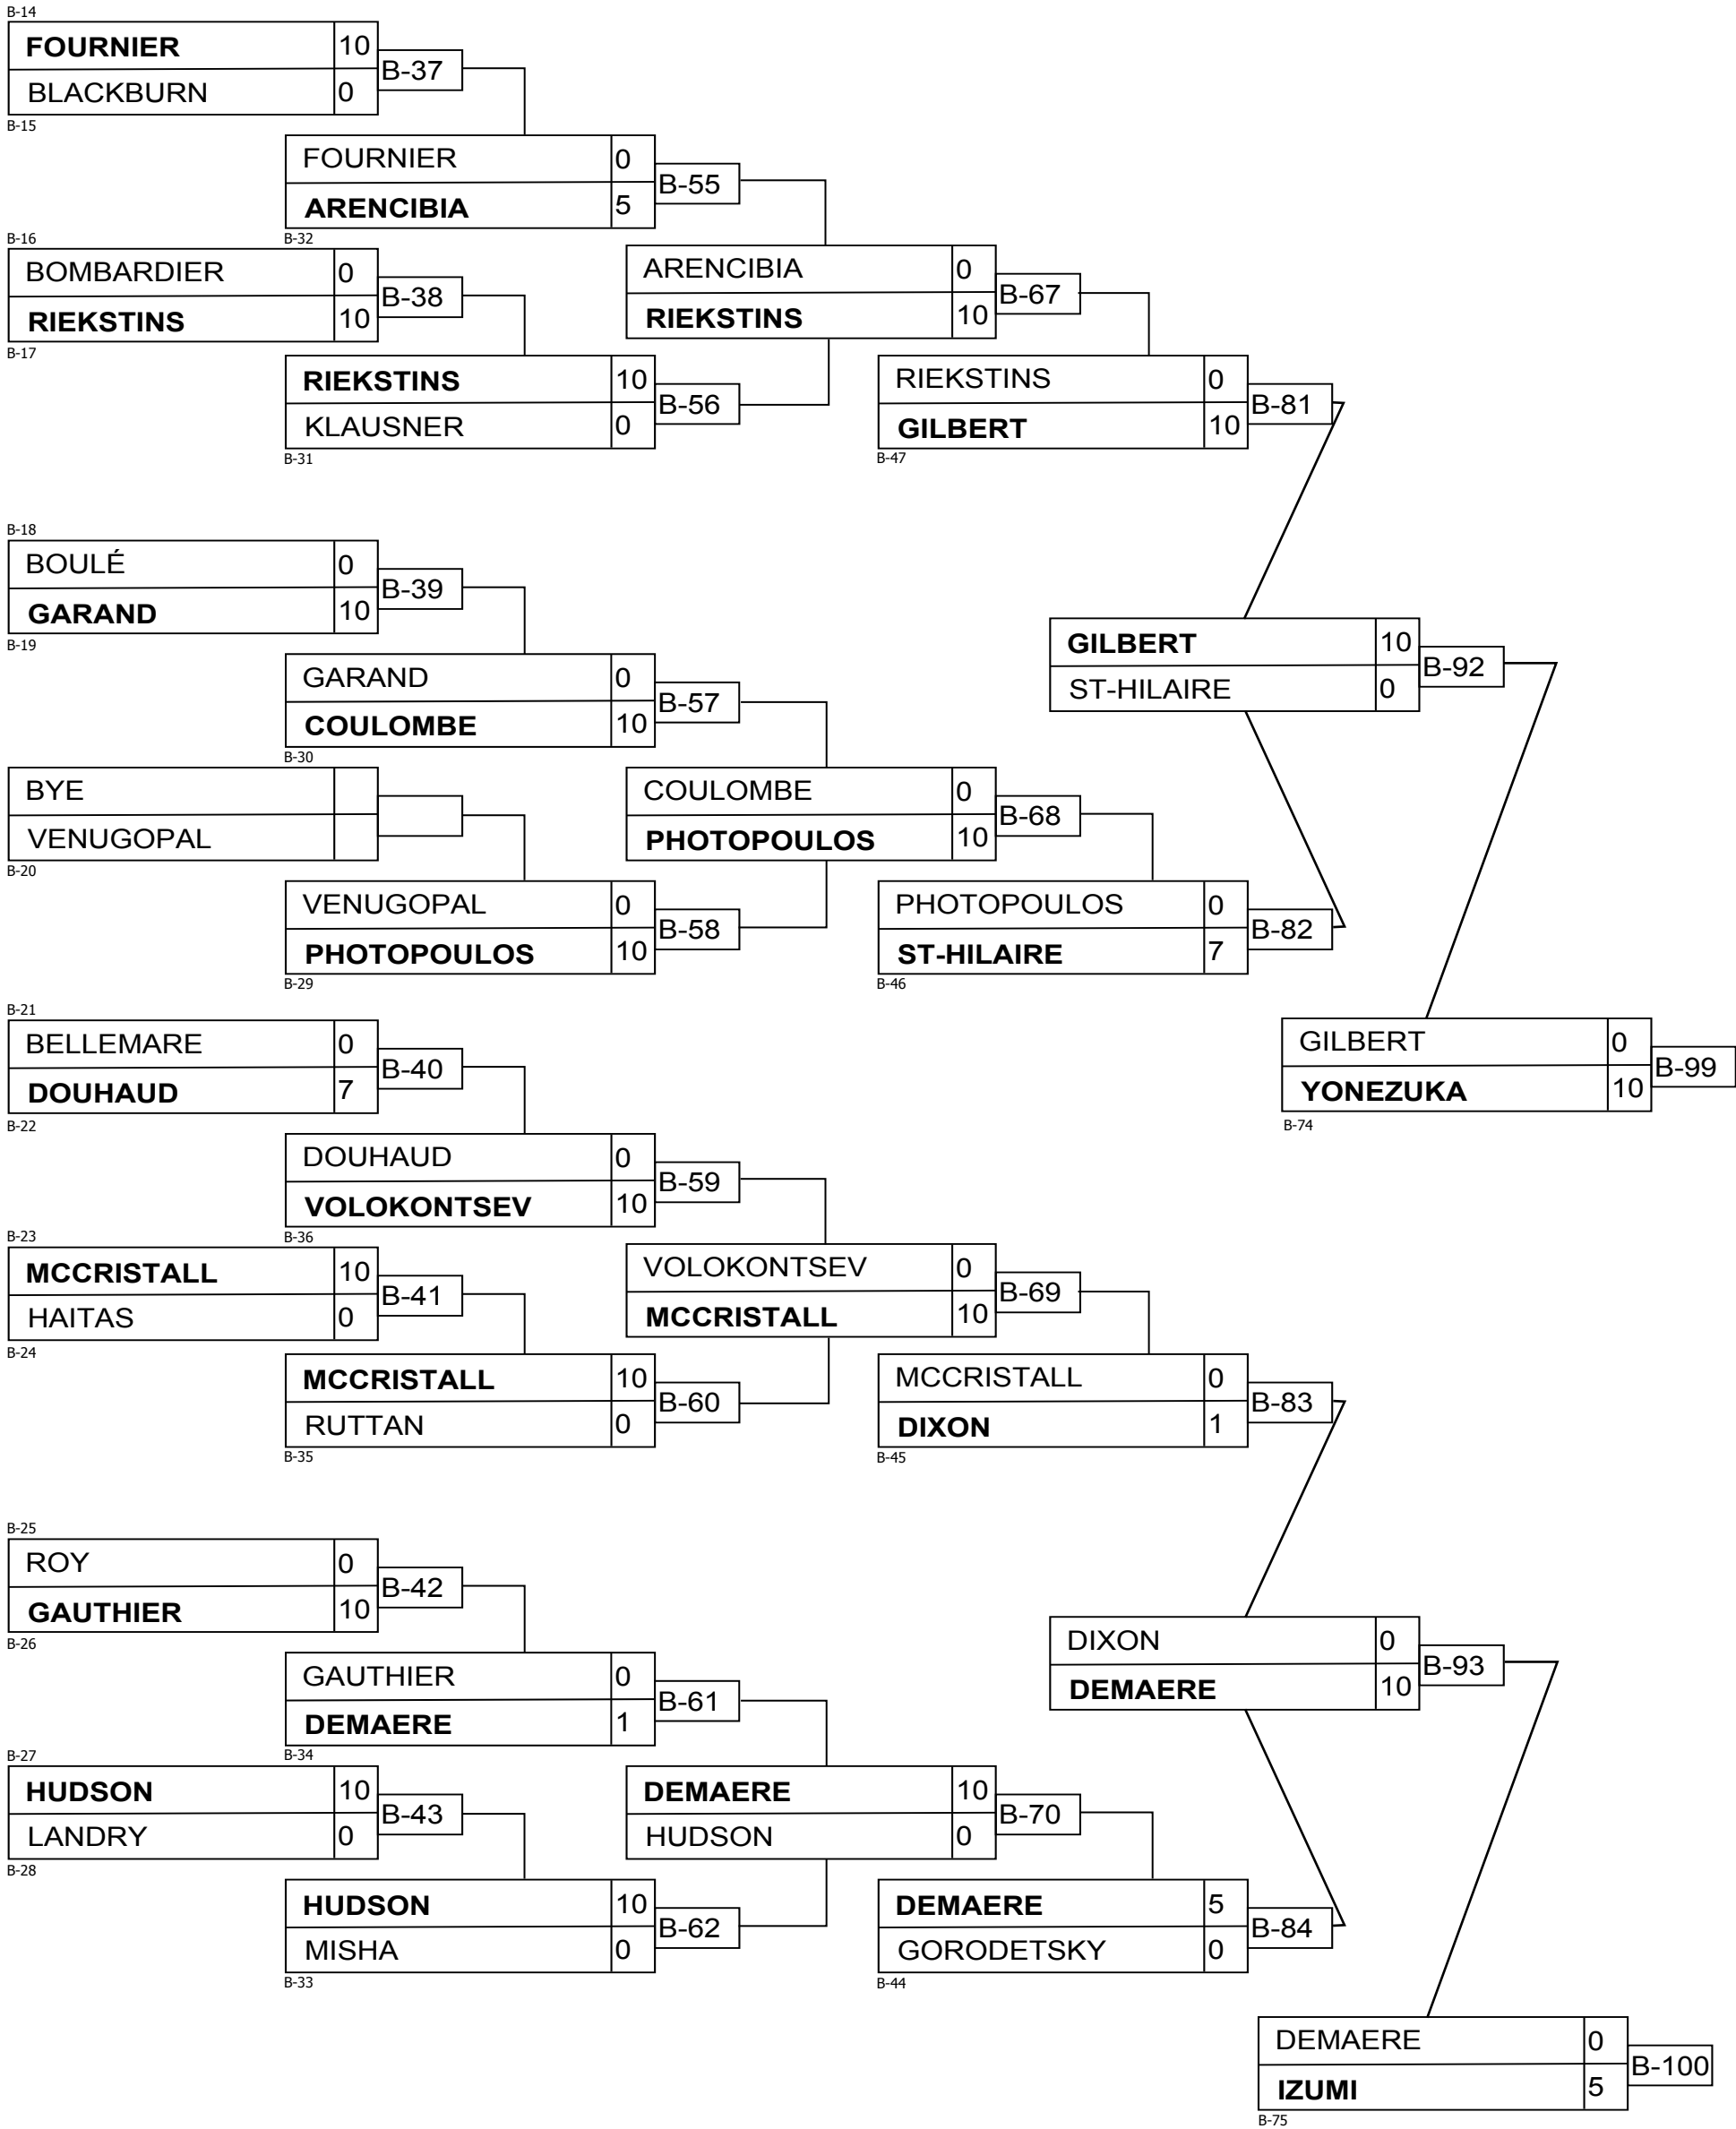 B-14
FOURNIER 10
B-37
BLACKBURN 0
B-15
FOURNIER 0
B-55
ARENCIBIA 5
B-32
B-16
BOMBARDIER 0
B-38
RIEKSTINS 10
B-17
ARENCIBIA 0
B-67
RIEKSTINS 10
RIEKSTINS 10
B-56
KLAUSNER 0
B-31
RIEKSTINS 0
B-81
GILBERT 10
B-47
B-18
BOULÉ 0
B-39
GARAND 10
B-19
GARAND 0
B-57
COULOMBE 10
B-30
GILBERT 10
B-92
ST-HILAIRE 0
BYE
VENUGOPAL
B-20
COULOMBE 0
B-68
PHOTOPOULOS 10
VENUGOPAL 0
B-58
PHOTOPOULOS 10
B-29
PHOTOPOULOS 0
B-82
ST-HILAIRE 7
B-46
B-21
BELLEMARE 0
B-40
DOUHAUD 7
B-22
GILBERT 0
B-99
YONEZUKA 10
B-74
DOUHAUD 0
B-59
VOLOKONTSEV 10
B-36
B-23
MCCRISTALL 10
B-41
HAITAS 0
B-24
VOLOKONTSEV 0
B-69
MCCRISTALL 10
MCCRISTALL 10
B-60
RUTTAN 0
B-35
MCCRISTALL 0
B-83
DIXON 1
B-45
B-25
ROY 0
B-42
GAUTHIER 10
B-26
GAUTHIER 0
B-61
DEMAERE 1
B-34
DIXON 0
B-93
DEMAERE 10
B-27
HUDSON 10
B-43
LANDRY 0
B-28
DEMAERE 10
B-70
HUDSON 0
HUDSON 10
B-62
MISHA 0
B-33
DEMAERE 5
B-84
GORODETSKY 0
B-44
DEMAERE 0
B-100
IZUMI 5
B-75